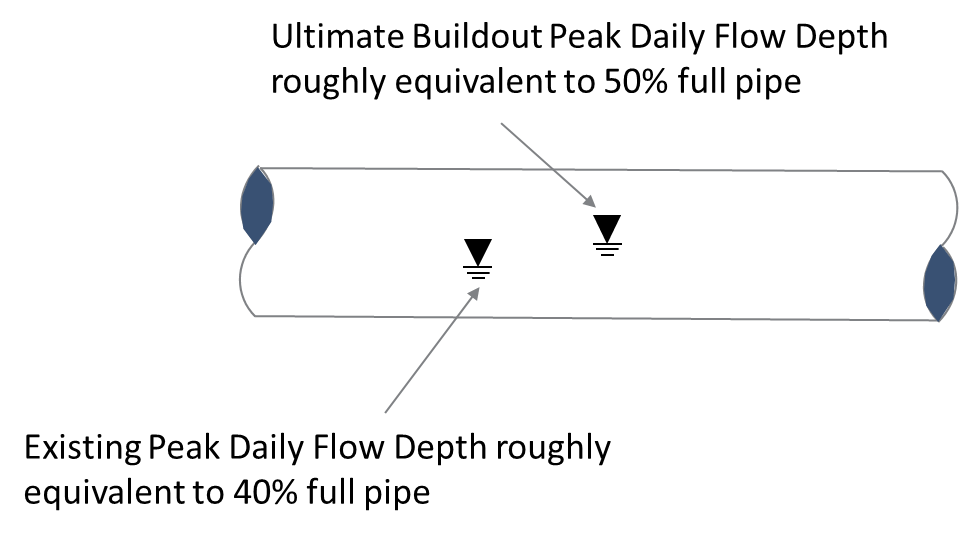 Ultimate Buildout Peak Daily Flow Depth
roughly equivalent to 50% full pipe
Existing Peak Daily Flow Depth roughly
equivalent to 40% full pipe